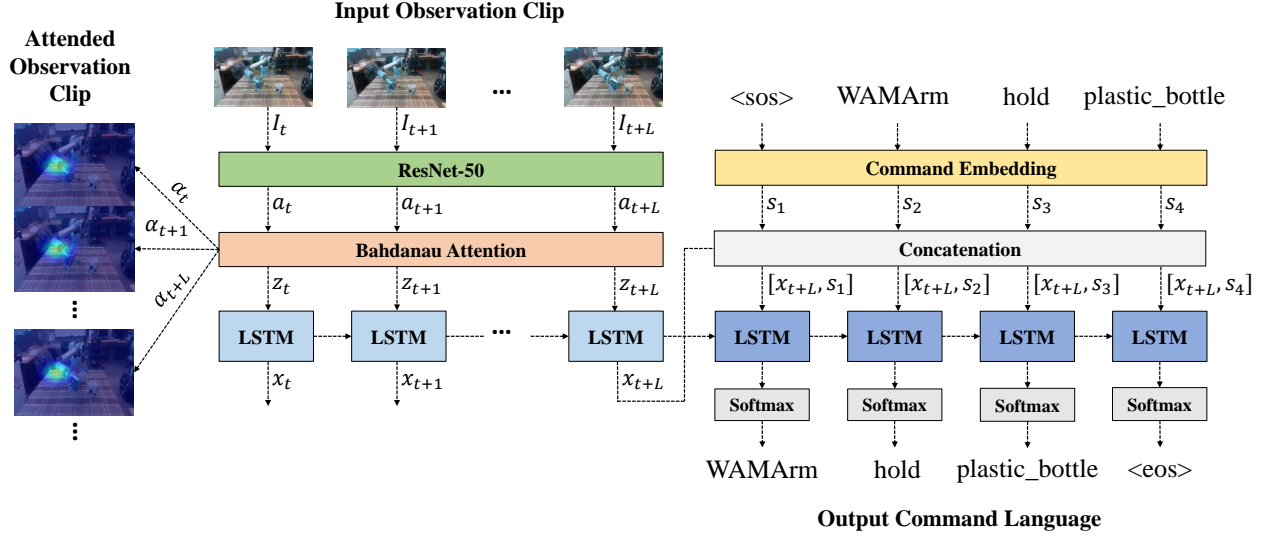 Input Observation Clip
Attended
Observation
Clip
...
<sos> WAMArm hold plastic_bottle
I_t I_{t+1} I_{t+L}
ResNet-50
Command Embedding
α_t
α_{t+1}
α_{t+L}
a_t a_{t+1} a_{t+L}
s_1 s_2 s_3 s_4
Bahdanau Attention
Concatenation
z_t z_{t+1} z_{t+L}
[x_{t+L}, s_1] [x_{t+L}, s_2] [x_{t+L}, s_3] [x_{t+L}, s_4]
⋮
LSTM LSTM ... LSTM LSTM LSTM LSTM LSTM
x_t x_{t+1} x_{t+L}
Softmax Softmax Softmax Softmax
⋮
WAMArm hold plastic_bottle <eos>
Output Command Language